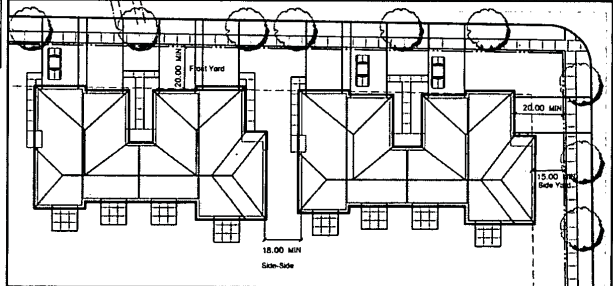 20.00 MIN
Front Yard
20.00 MIN
15.00 MIN
Side Yard
18.00 MIN
Side-Side